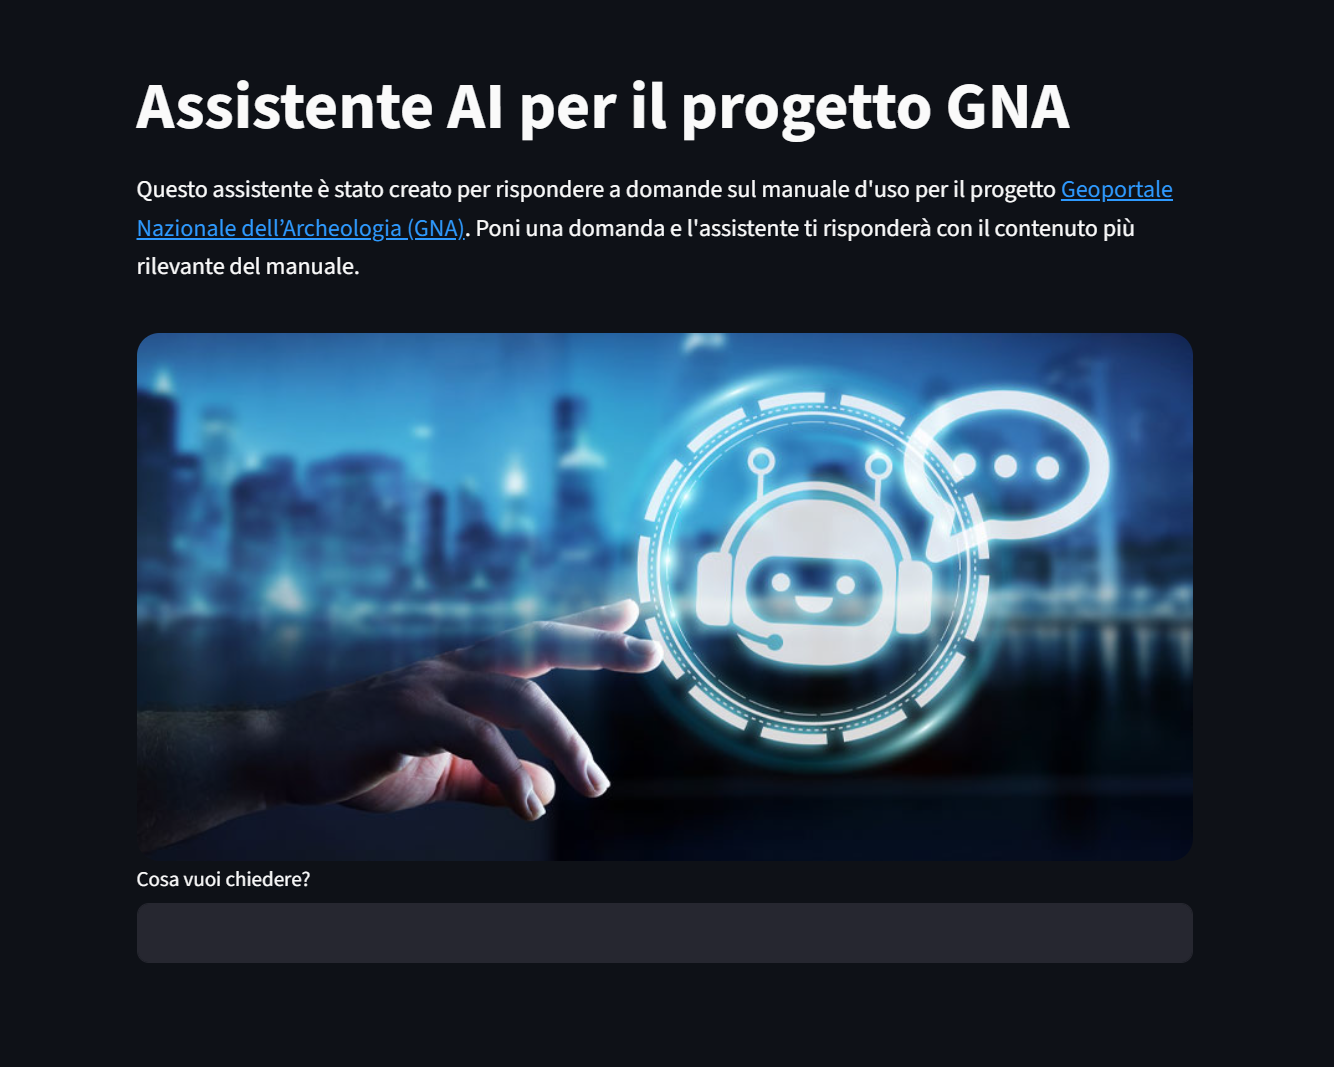 Assistente AI per il progetto GNA
Questo assistente è stato creato per rispondere a domande sul manuale d'uso per il progetto Geoportale
Nazionale dell’Archeologia (GNA). Poni una domanda e l'assistente ti risponderà con il contenuto più
rilevante del manuale.
Cosa vuoi chiedere?